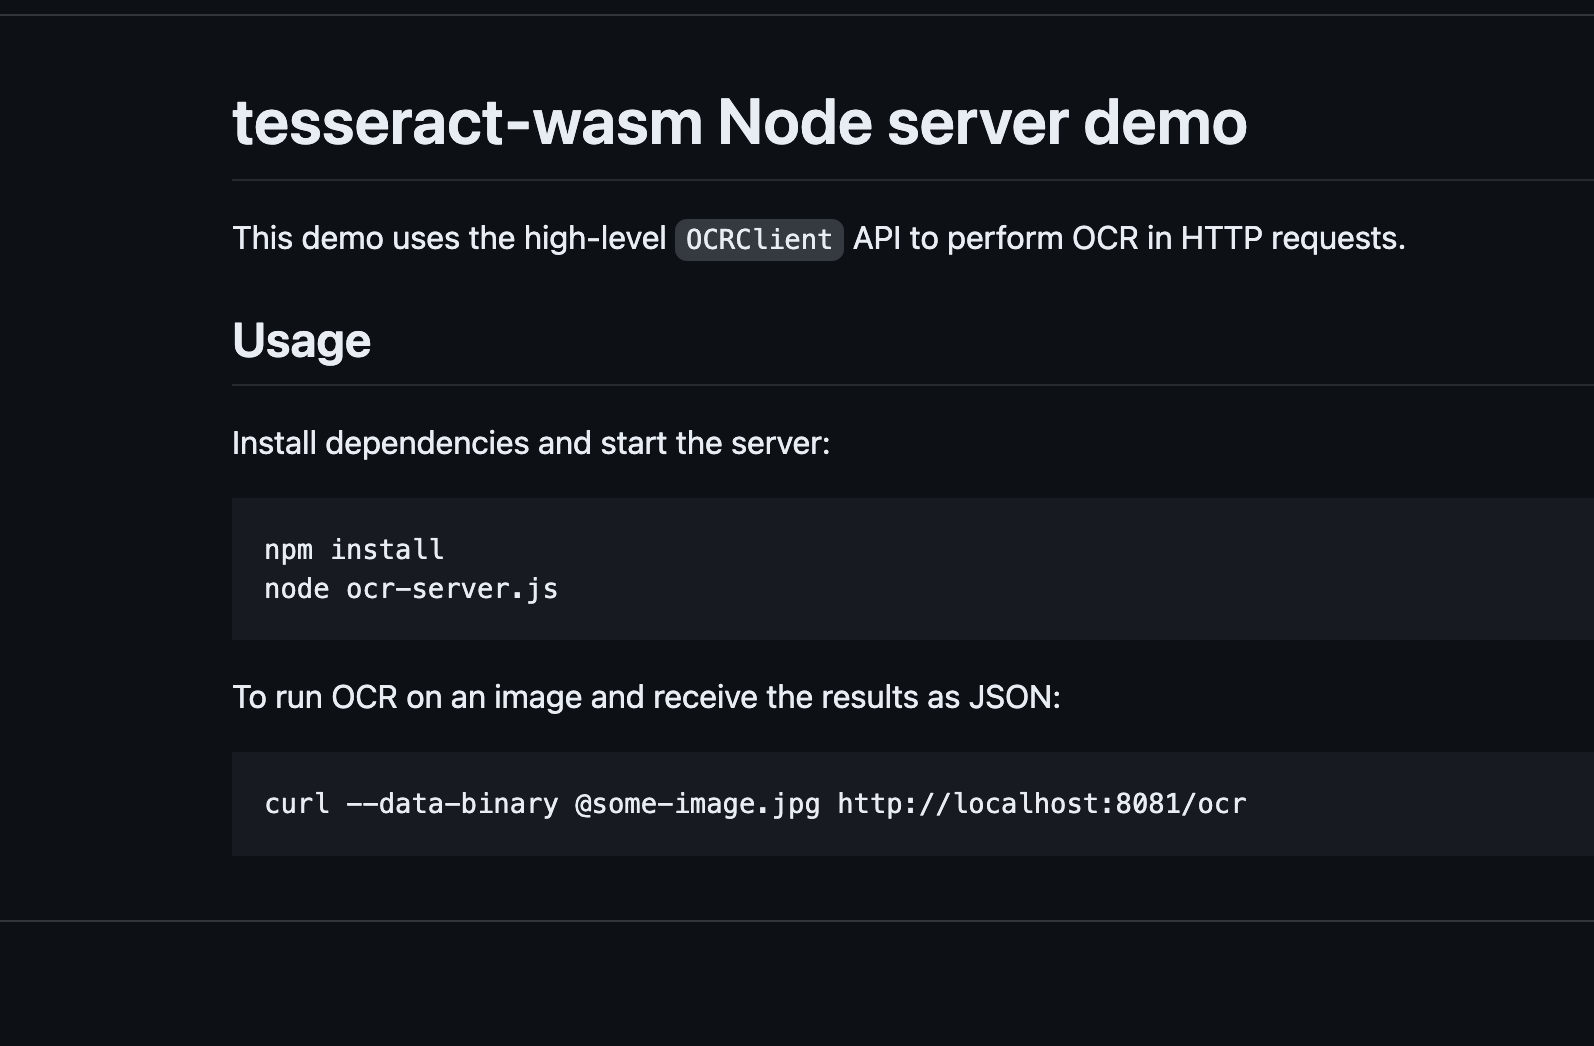 tesseract-wasm Node server demo
This demo uses the high-level OCRClient API to perform OCR in HTTP requests.
Usage
Install dependencies and start the server:
npm install
node ocr-server.js
To run OCR on an image and receive the results as JSON:
curl --data-binary @some-image.jpg http://localhost:8081/ocr